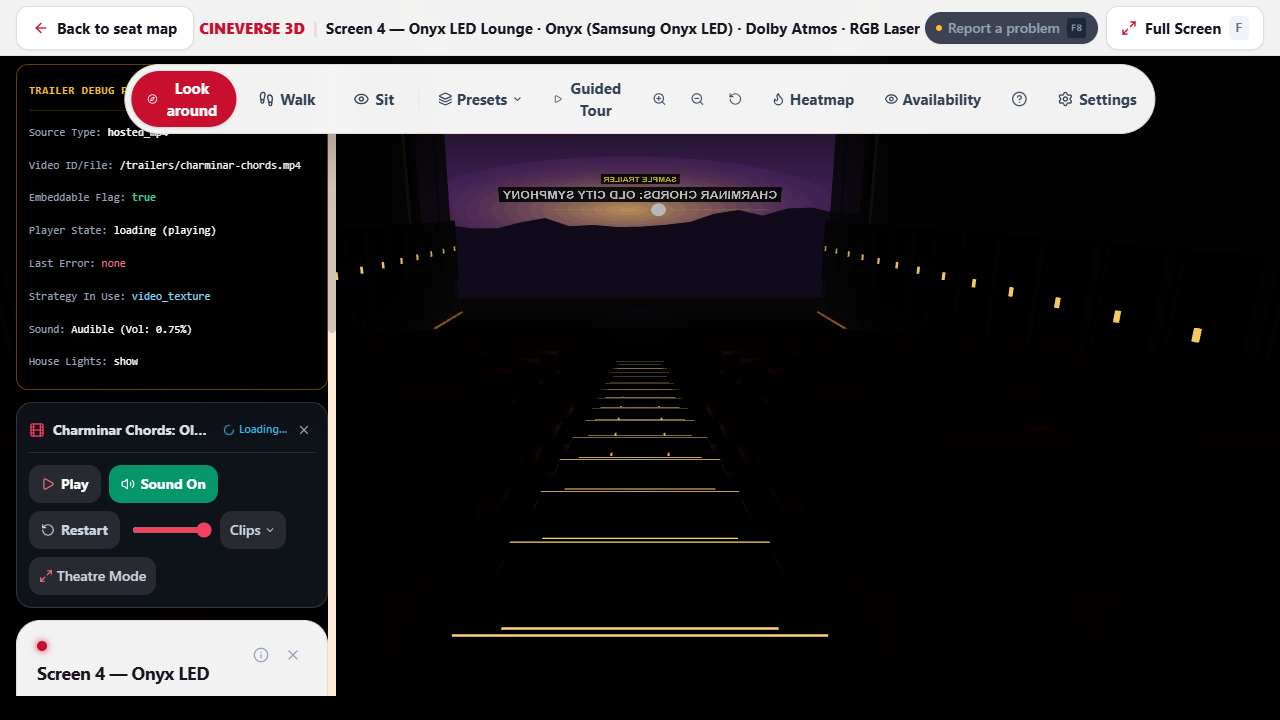 Back to seat map
CINEVERSE 3D | Screen 4 — Onyx LED Lounge · Onyx (Samsung Onyx LED) · Dolby Atmos · RGB Laser
Report a problem F8
Full Screen F
Look around
Walk
Sit
Presets
Guided Tour
Heatmap
Availability
Settings
TRAILER DEBUG
Source Type: hosted_mp4
Video ID/File: /trailers/charminar-chords.mp4
Embeddable Flag: true
Player State: loading (playing)
Last Error: none
Strategy In Use: video_texture
Sound: Audible (Vol: 0.75%)
House Lights: show
SAMPLE TRAILER
CHARMINAR CHORDS: OLD CITY SYMPHONY
Charminar Chords: Ol...
Loading...
Play
Sound On
Restart
Clips
Theatre Mode
Screen 4 — Onyx LED